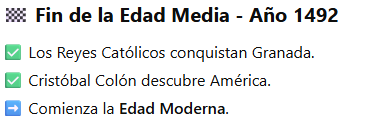 🏁 Fin de la Edad Media - Año 1492
✅ Los Reyes Católicos conquistan Granada.
✅ Cristóbal Colón descubre América.
➡️ Comienza la Edad Moderna.